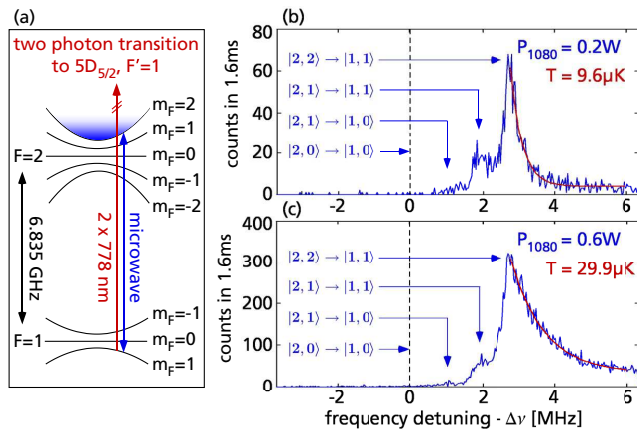 (a)
two photon transition
to 5D5/2, F'=1
mF=2
mF=1
F=2
mF=0
mF=-1
mF=-2
6.835 GHz
2 x 778 nm
microwave
mF=-1
F=1
mF=0
mF=1
(b)
P1080 = 0.2W
T = 9.6µK
|2,2⟩→|1,1⟩
|2,1⟩→|1,1⟩
|2,1⟩→|1,0⟩
|2,0⟩→|1,0⟩
counts in 1.6ms
80
60
40
20
0
-2 0 2 4 6
(c)
P1080 = 0.6W
T = 29.9µK
|2,2⟩→|1,1⟩
|2,1⟩→|1,1⟩
|2,1⟩→|1,0⟩
|2,0⟩→|1,0⟩
counts in 1.6ms
400
300
200
100
0
-2 0 2 4 6
frequency detuning - Δν [MHz]